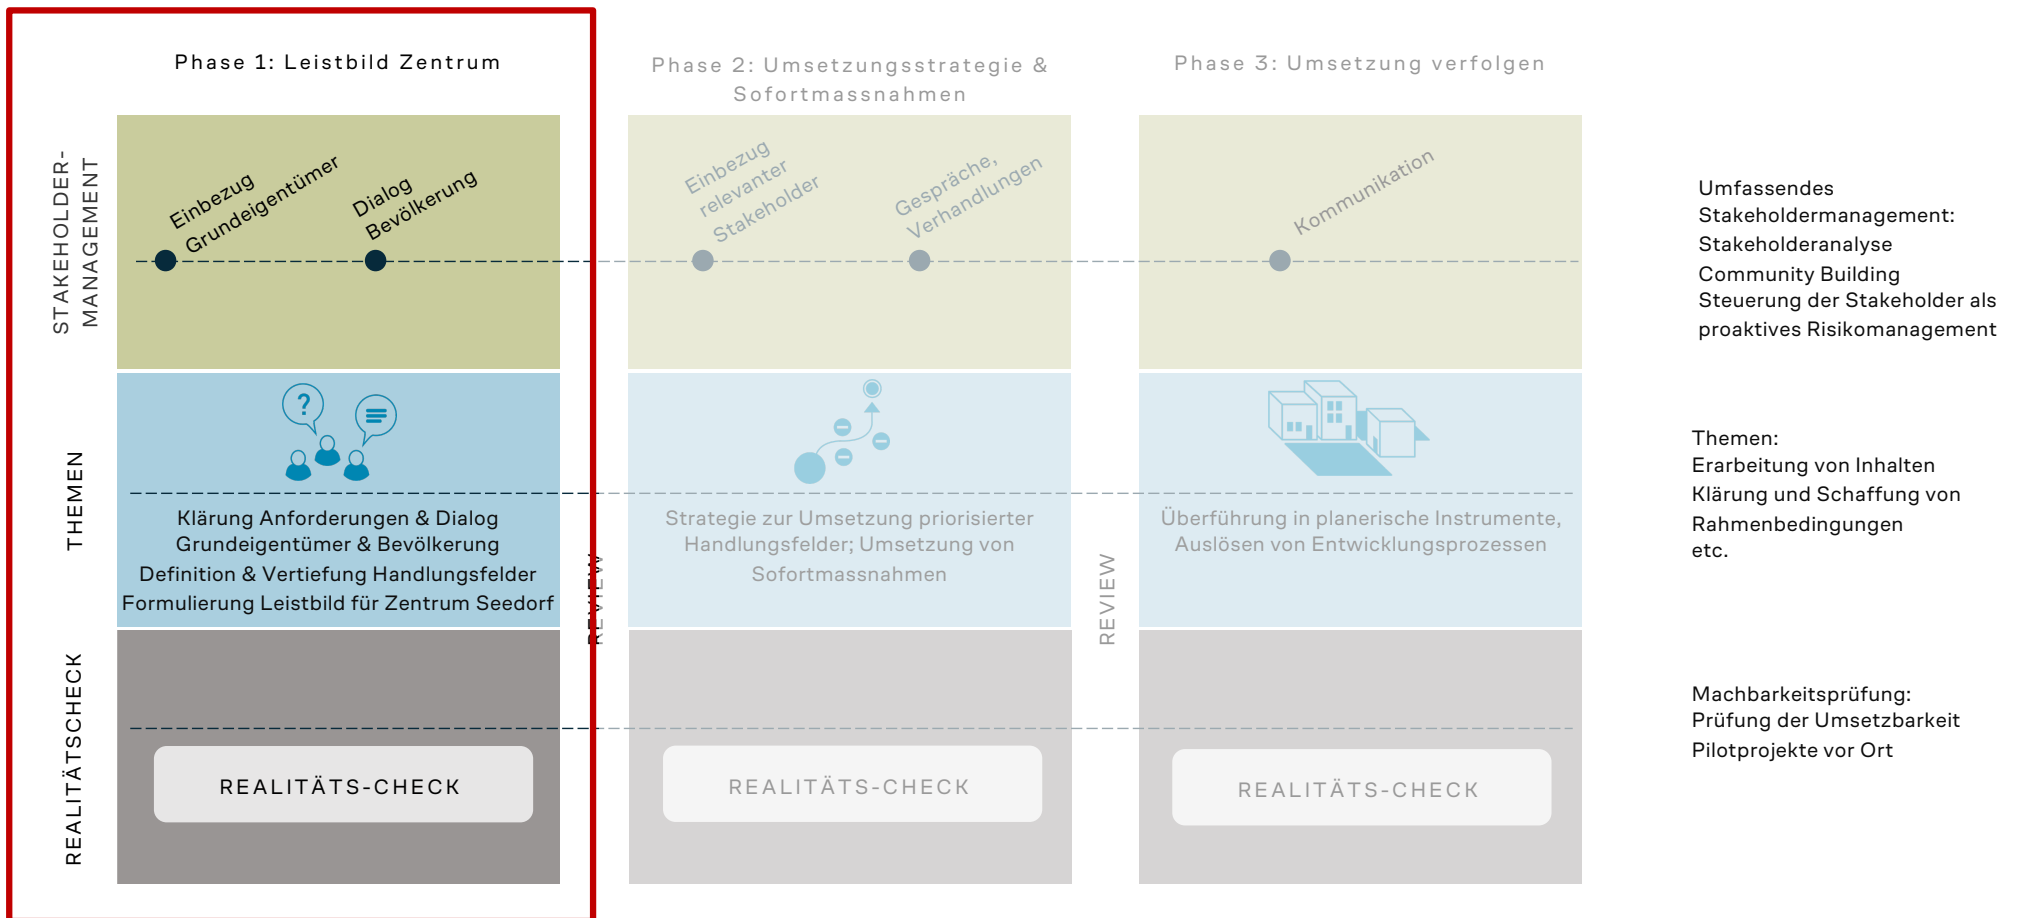 Phase 1: Leistbild Zentrum
Phase 2: Umsetzungsstrategie &
Sofortmassnahmen
Phase 3: Umsetzung verfolgen
STAKEHOLDER-
MANAGEMENT
Einbezug
Grundeigentümer
Dialog
Bevölkerung
Einbezug
relevanter
Stakeholder
Gespräche,
Verhandlungen
Kommunikation
Umfassendes
Stakeholdermanagement:
Stakeholderanalyse
Community Building
Steuerung der Stakeholder als
proaktives Risikomanagement
THEMEN
?
Klärung Anforderungen & Dialog
Grundeigentümer & Bevölkerung
Definition & Vertiefung Handlungsfelder
Formulierung Leistbild für Zentrum Seedorf
REVIEW
Strategie zur Umsetzung priorisierter
Handlungsfelder; Umsetzung von
Sofortmassnahmen
REVIEW
Überführung in planerische Instrumente,
Auslösen von Entwicklungsprozessen
Themen:
Erarbeitung von Inhalten
Klärung und Schaffung von
Rahmenbedingungen
etc.
REALITÄTSCHECK
REALITÄTS-CHECK
REALITÄTS-CHECK
REALITÄTS-CHECK
Machbarkeitsprüfung:
Prüfung der Umsetzbarkeit
Pilotprojekte vor Ort